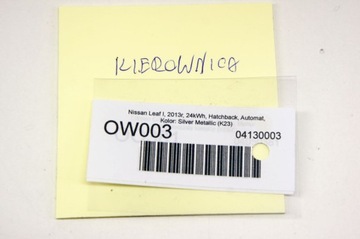 KIEROWNICA
Nissan Leaf I, 2013r, 24kWh, Hatchback, Automat,
Kolor: Silver Metallic (K23)
OW003 04130003